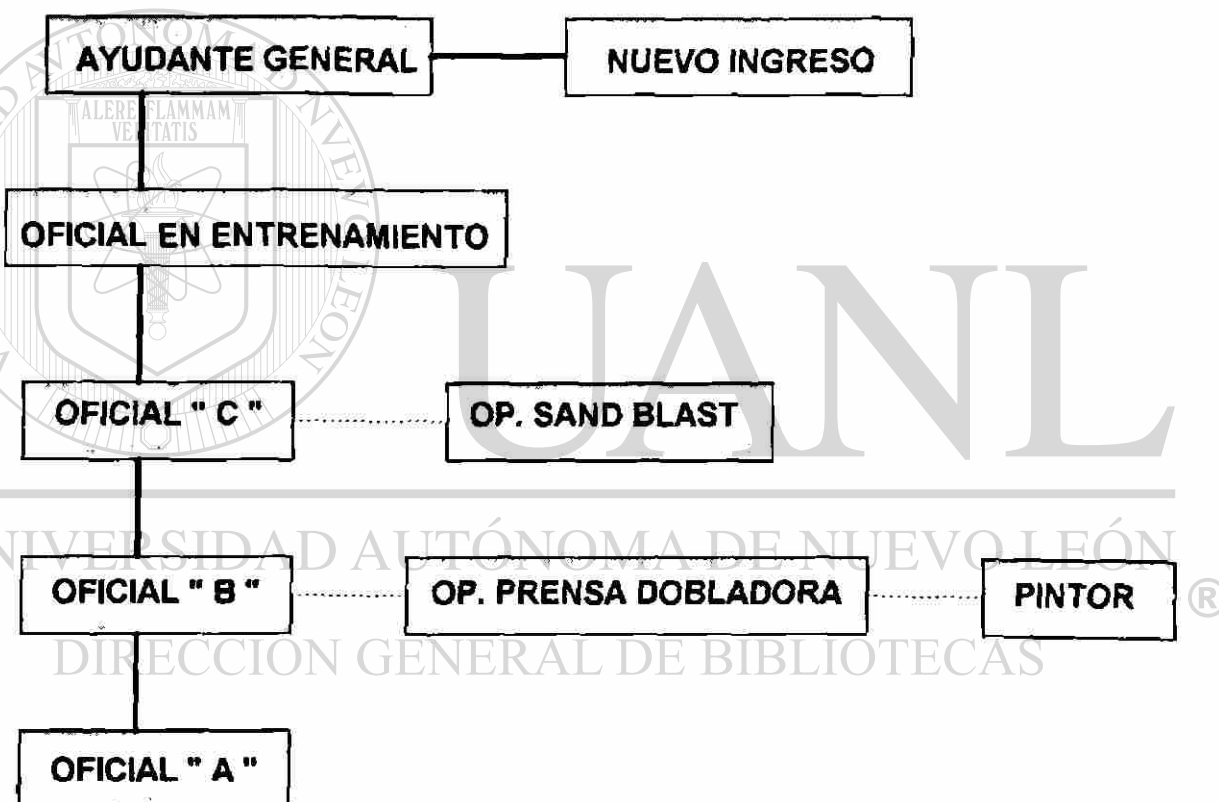 AYUDANTE GENERAL NUEVO INGRESO
ALERE FLAMMAM
VERITATIS
OFICIAL EN ENTRENAMIENTO
UANL
OFICIAL " C " OP. SAND BLAST
UNIVERSIDAD AUTÓNOMA DE NUEVO LEÓN
OFICIAL " B " OP. PRENSA DOBLADORA PINTOR ®
DIRECCIÓN GENERAL DE BIBLIOTECAS
OFICIAL " A "